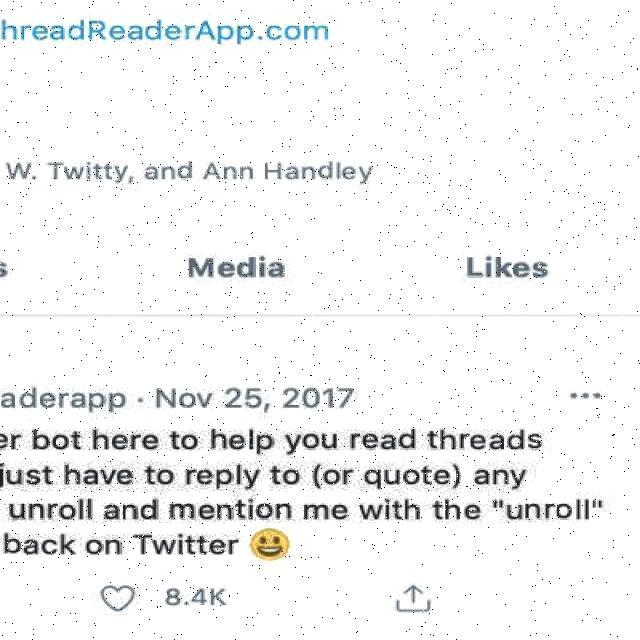 hreadReaderApp.com
W. Twitty, and Ann Handley
s Media Likes
aderapp · Nov 25, 2017
er bot here to help you read threads
just have to reply to (or quote) any
unroll and mention me with the "unroll"
back on Twitter 😀
8.4K